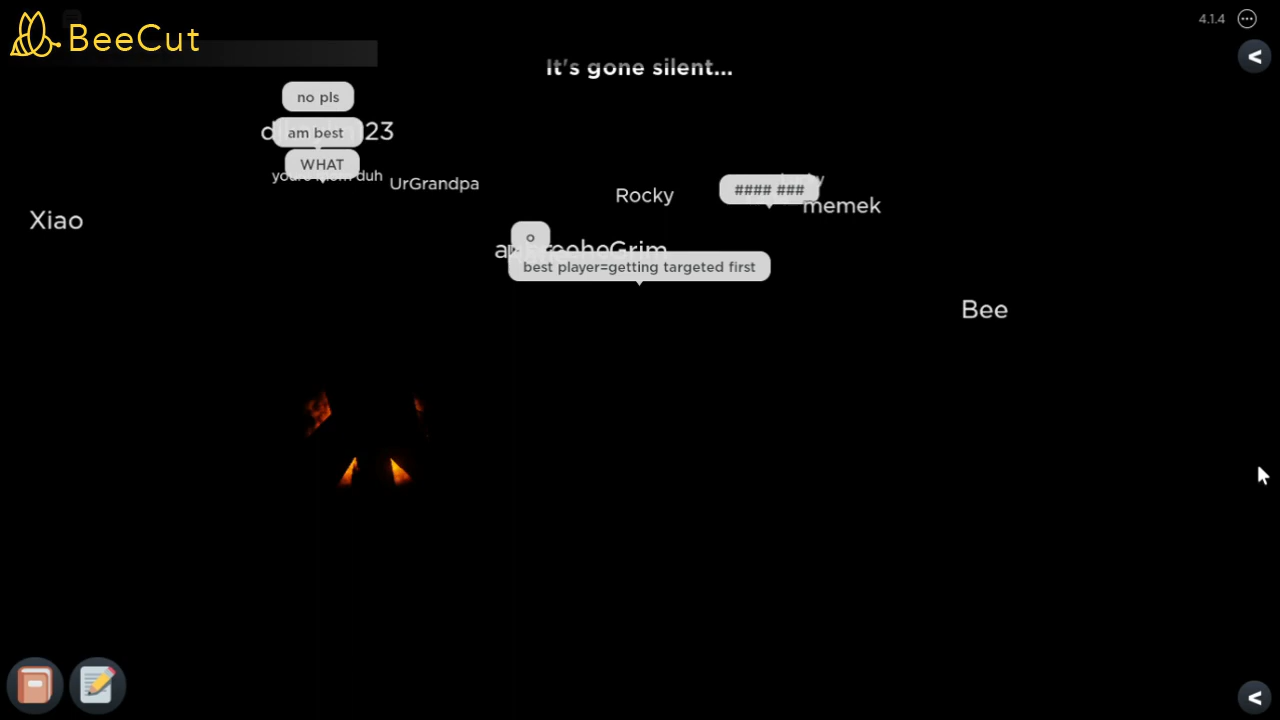 BeeCut
4.1.4
It's gone silent...
no pls
am best
23
WHAT
duh
UrGrandpa
Rocky
#### ###
memek
Xiao
o
best player=getting targeted first
Bee